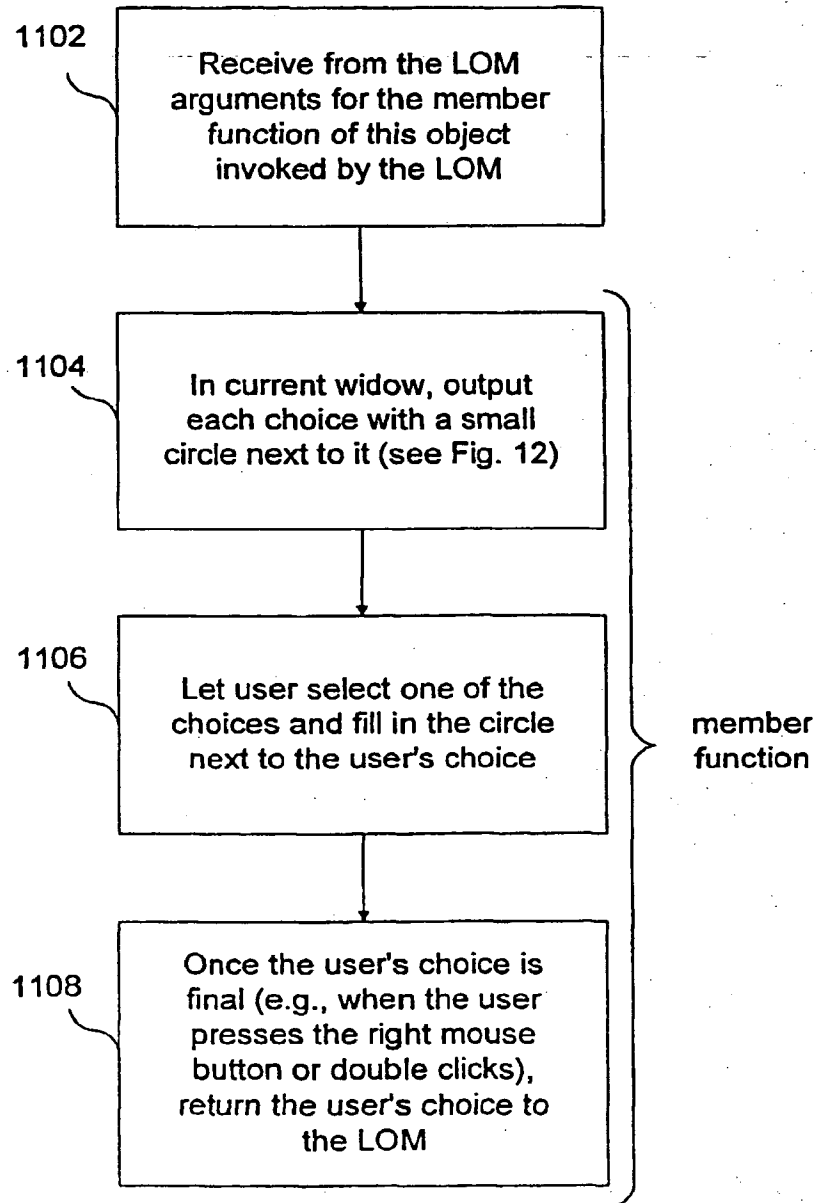 1102
Receive from the LOM
arguments for the member
function of this object
invoked by the LOM
1104
In current widow, output
each choice with a small
circle next to it (see Fig. 12)
1106
Let user select one of the
choices and fill in the circle
next to the user's choice
member
function
1108
Once the user's choice is
final (e.g., when the user
presses the right mouse
button or double clicks),
return the user's choice to
the LOM